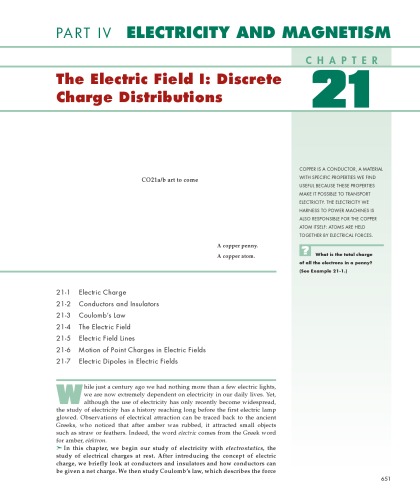 PART IV ELECTRICITY AND MAGNETISM
CHAPTER
21
The Electric Field I: Discrete
Charge Distributions
CO21a/b art to come
A copper penny.
A copper atom.
COPPER IS A CONDUCTOR, A MATERIAL
WITH SPECIFIC PROPERTIES WE FIND
USEFUL BECAUSE THESE PROPERTIES
MAKE IT POSSIBLE TO TRANSPORT
ELECTRICITY. THE ELECTRICITY WE
HARNESS TO POWER MACHINES IS
ALSO RESPONSIBLE FOR THE COPPER
ATOM ITSELF: ATOMS ARE HELD
TOGETHER BY ELECTRICAL FORCES.
? What is the total charge
of all the electrons in a penny?
(See Example 21-1.)
21-1 Electric Charge
21-2 Conductors and Insulators
21-3 Coulomb's Law
21-4 The Electric Field
21-5 Electric Field Lines
21-6 Motion of Point Charges in Electric Fields
21-7 Electric Dipoles in Electric Fields
While just a century ago we had nothing more than a few electric lights,
we are now extremely dependent on electricity in our daily lives. Yet,
although the use of electricity has only recently become widespread,
the study of electricity has a history reaching long before the first electric lamp
glowed. Observations of electrical attraction can be traced back to the ancient
Greeks, who noticed that after amber was rubbed, it attracted small objects
such as straw or feathers. Indeed, the word electric comes from the Greek word
for amber, elektron.
➣ In this chapter, we begin our study of electricity with electrostatics, the
study of electrical charges at rest. After introducing the concept of electric
charge, we briefly look at conductors and insulators and how conductors can
be given a net charge. We then study Coulomb's law, which describes the force
651